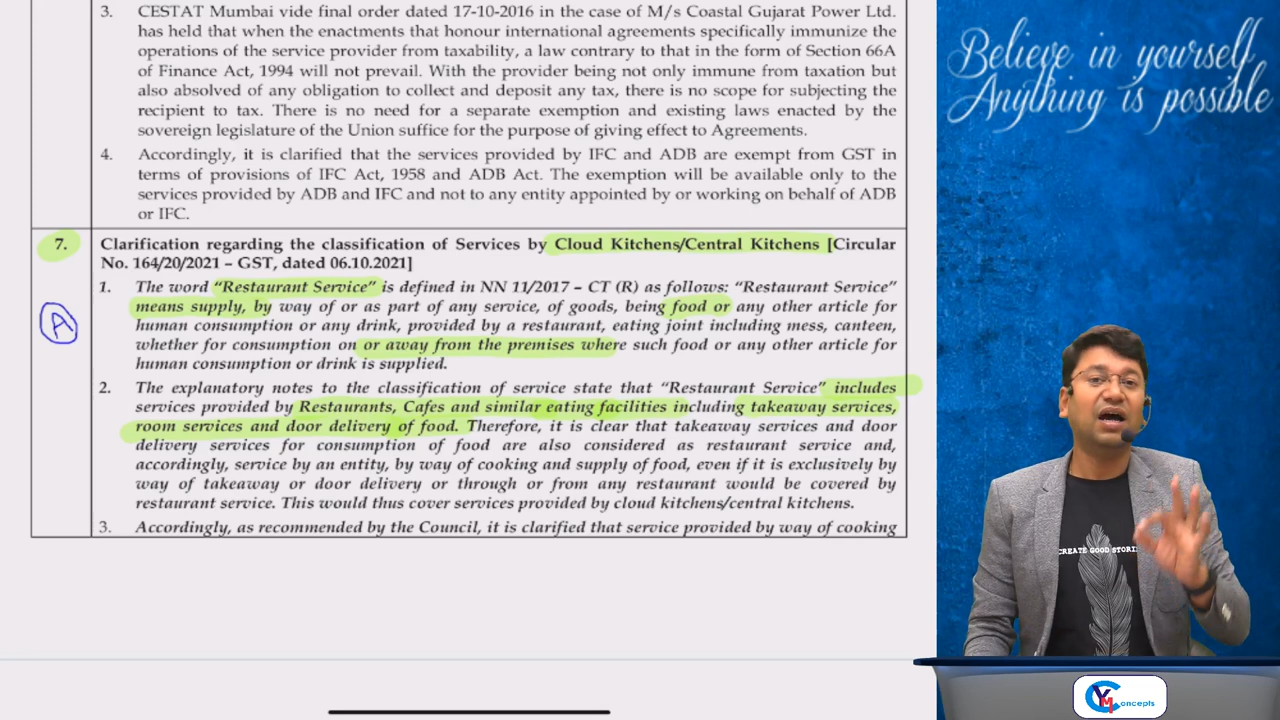 3. CESTAT Mumbai vide final order dated 17-10-2016 in the case of M/s Coastal Gujarat Power Ltd.
has held that when the enactments that honour international agreements specifically immunize the
operations of the service provider from taxability, a law contrary to that in the form of Section 66A
of Finance Act, 1994 will not prevail. With the provider being not only immune from taxation but
also absolved of any obligation to collect and deposit any tax, there is no scope for subjecting the
recipient to tax. There is no need for a separate exemption and existing laws enacted by the
sovereign legislature of the Union suffice for the purpose of giving effect to Agreements.
4. Accordingly, it is clarified that the services provided by IFC and ADB are exempt from GST in
terms of provisions of IFC Act, 1958 and ADB Act. The exemption will be available only to the
services provided by ADB and IFC and not to any entity appointed by or working on behalf of ADB
or IFC.
7. Clarification regarding the classification of Services by Cloud Kitchens/Central Kitchens [Circular
No. 164/20/2021 – GST, dated 06.10.2021]
A
1. The word “Restaurant Service” is defined in NN 11/2017 – CT (R) as follows: “Restaurant Service”
means supply, by way of or as part of any service, of goods, being food or any other article for
human consumption or any drink, provided by a restaurant, eating joint including mess, canteen,
whether for consumption on or away from the premises where such food or any other article for
human consumption or drink is supplied.
2. The explanatory notes to the classification of service state that “Restaurant Service” includes
services provided by Restaurants, Cafes and similar eating facilities including takeaway services,
room services and door delivery of food. Therefore, it is clear that takeaway services and door
delivery services for consumption of food are also considered as restaurant service and,
accordingly, service by an entity, by way of cooking and supply of food, even if it is exclusively by
way of takeaway or door delivery or through or from any restaurant would be covered by
restaurant service. This would thus cover services provided by cloud kitchens/central kitchens.
3. Accordingly, as recommended by the Council, it is clarified that service provided by way of cooking
Believe in yourself
Anything is possible
CREATE GOOD STORI
CYM oncepts